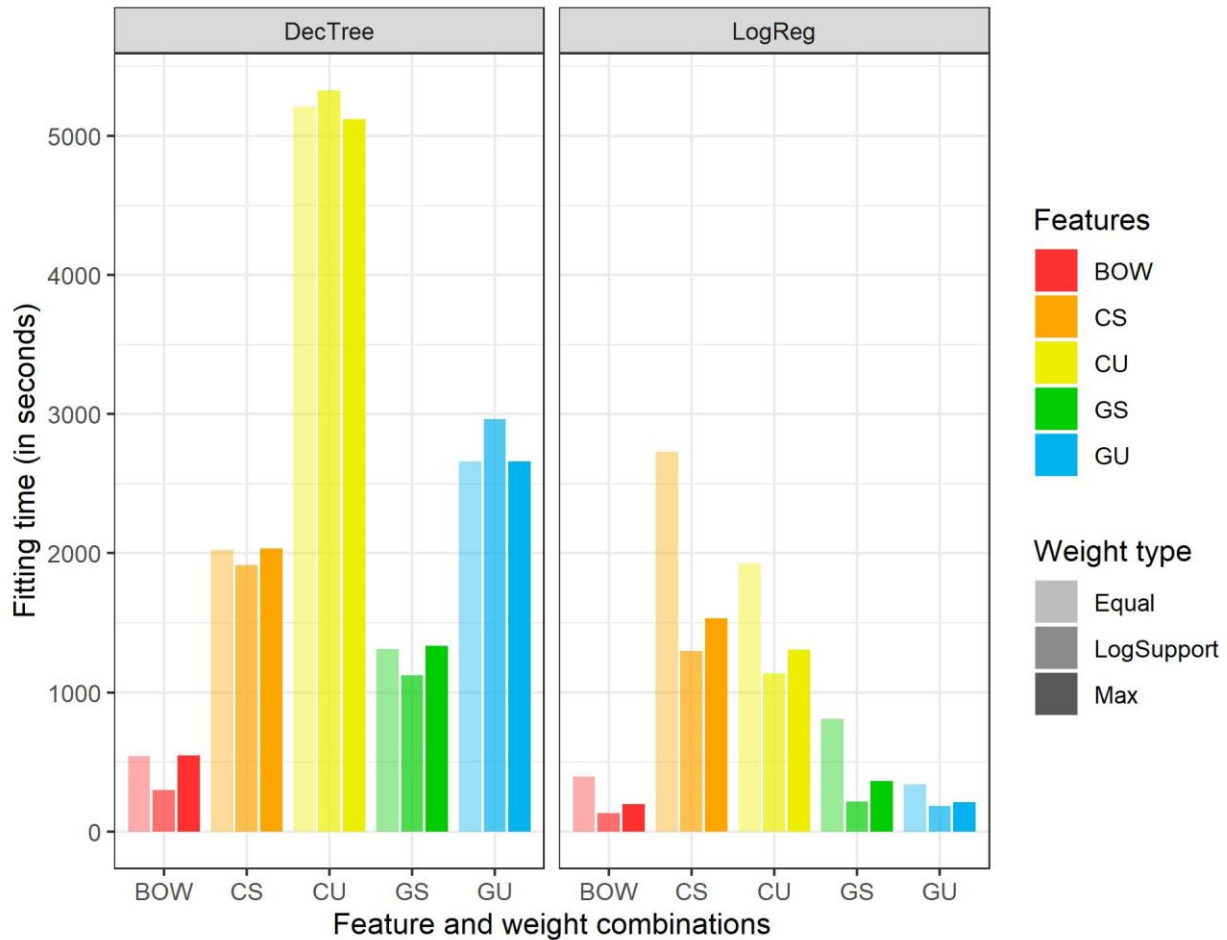 DecTree
LogReg
Fitting time (in seconds)
5000
4000
3000
2000
1000
0
BOW CS CU GS GU
BOW CS CU GS GU
Feature and weight combinations
Features
BOW
CS
CU
GS
GU
Weight type
Equal
LogSupport
Max